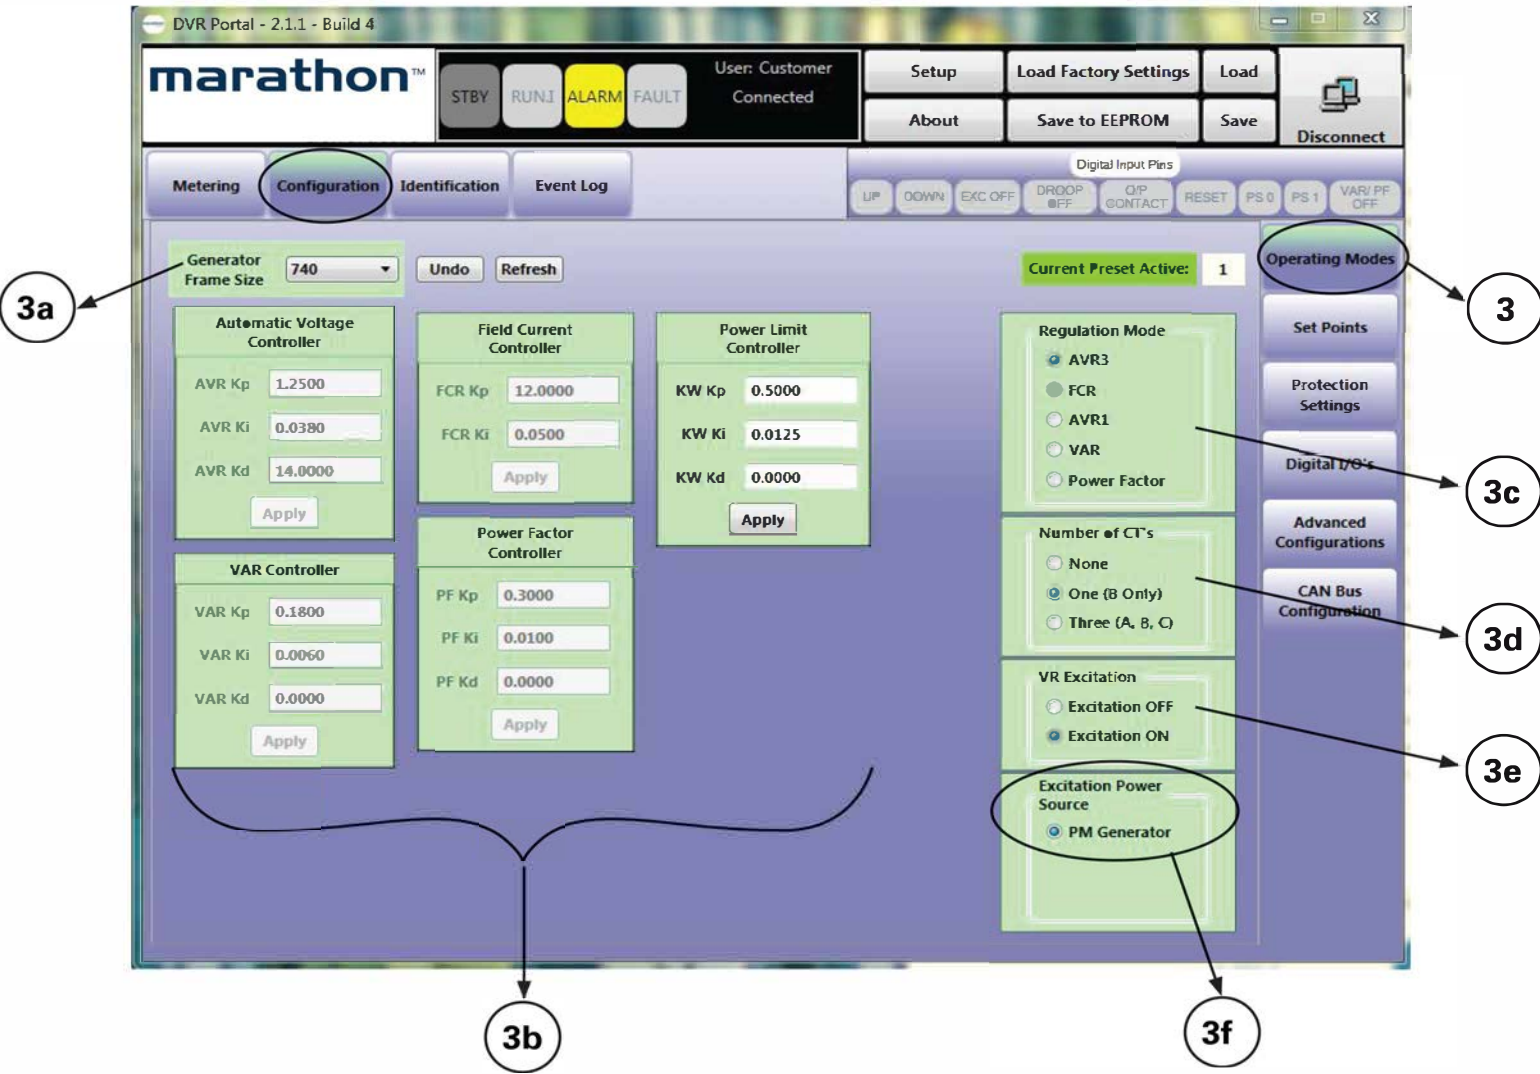 DVR Portal - 2.1.1 - Build 4
marathon™
STBY
RUN.I
ALARM
FAULT
User: Customer
Connected
Setup
Load Factory Settings
Load
About
Save to EEPROM
Save
Disconnect
Metering
Configuration
Identification
Event Log
Digital Input Pins
UP
DOWN
EXC OFF
DROOP
OFF
O/P
CONTACT
RESET
PS 0
PS 1
VAR/ PF
OFF
3a
Generator
Frame Size
740
Undo
Refresh
Current Preset Active:
1
Operating Modes
3
Set Points
Protection
Settings
Digital I/O's
Advanced
Configurations
CAN Bus
Configuration
Automatic Voltage
Controller
AVR Kp 1.2500
AVR Ki 0.0380
AVR Kd 14.0000
Apply
Field Current
Controller
FCR Kp 12.0000
FCR Ki 0.0500
Apply
Power Limit
Controller
KW Kp 0.5000
KW Ki 0.0125
KW Kd 0.0000
Apply
VAR Controller
VAR Kp 0.1800
VAR Ki 0.0060
VAR Kd 0.0000
Apply
Power Factor
Controller
PF Kp 0.3000
PF Ki 0.0100
PF Kd 0.0000
Apply
Regulation Mode
AVR3
FCR
AVR1
VAR
Power Factor
3c
Number of CT's
None
One (B Only)
Three (A, B, C)
3d
VR Excitation
Excitation OFF
Excitation ON
3e
Excitation Power
Source
PM Generator
3b
3f